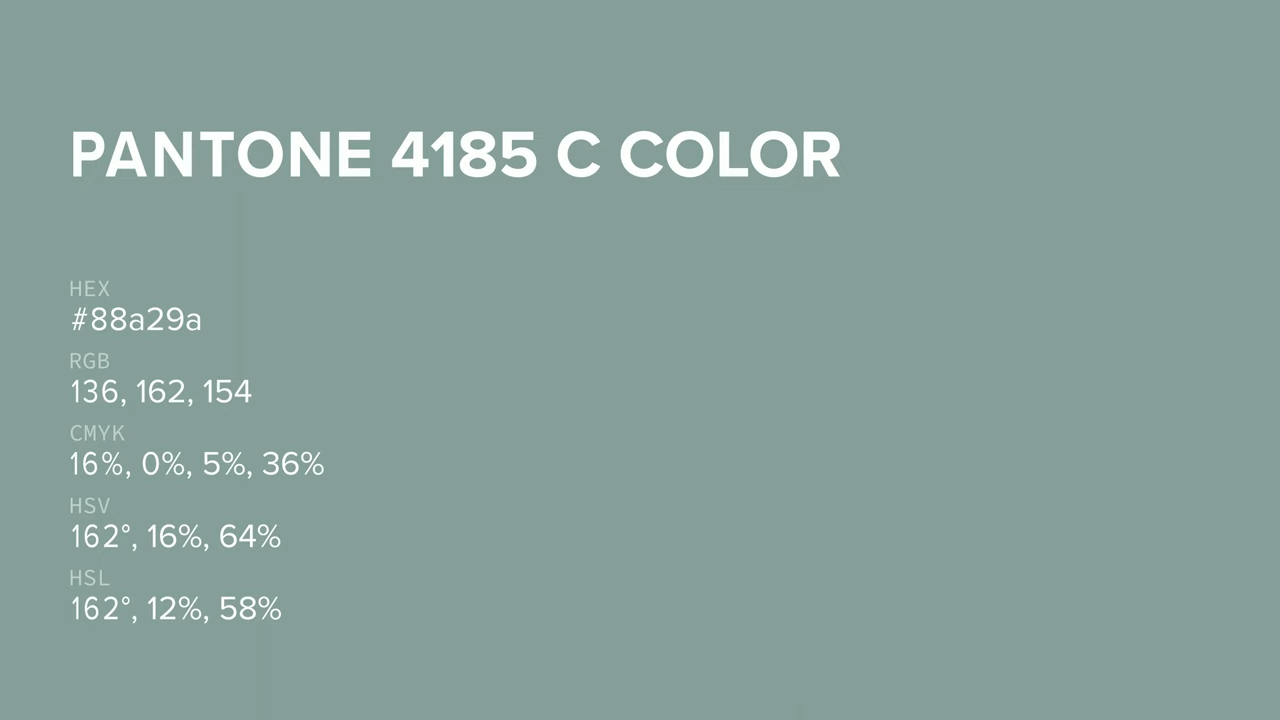 PANTONE 4185 C COLOR
HEX
#88a29a
RGB
136, 162, 154
CMYK
16%, 0%, 5%, 36%
HSV
162°, 16%, 64%
HSL
162°, 12%, 58%